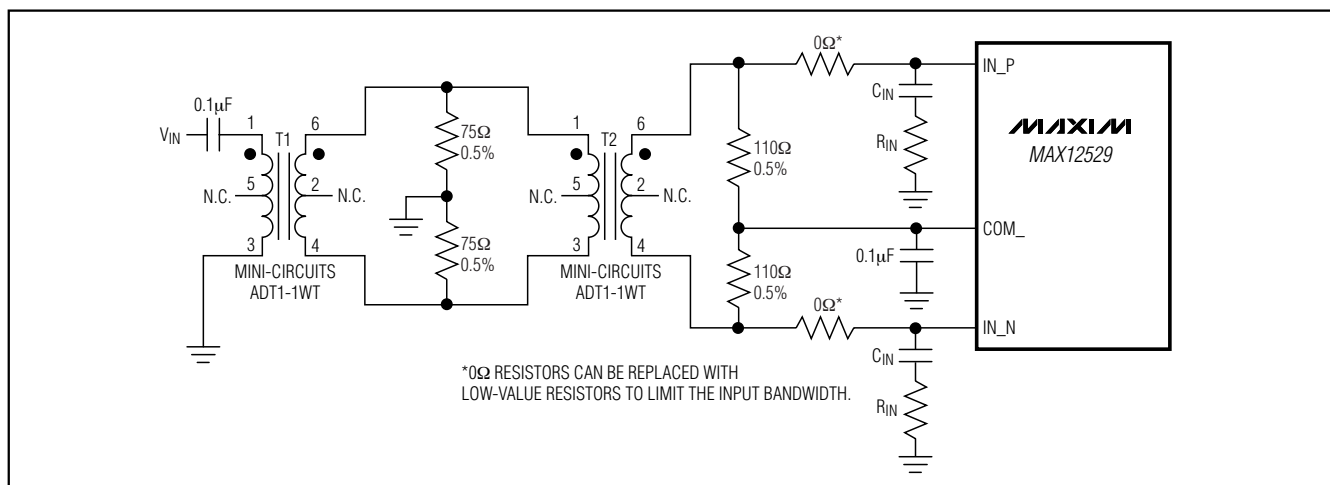 V_IN
0.1μF
1
5
3
N.C.
T1
6
2
4
N.C.
MINI-CIRCUITS
ADT1-1WT
75Ω
0.5%
75Ω
0.5%
1
5
3
N.C.
T2
6
2
4
N.C.
MINI-CIRCUITS
ADT1-1WT
110Ω
0.5%
110Ω
0.5%
0Ω*
0Ω*
C_IN
R_IN
0.1μF
C_IN
R_IN
IN_P
COM_
IN_N
MAXIM
MAX12529
*0Ω RESISTORS CAN BE REPLACED WITH
LOW-VALUE RESISTORS TO LIMIT THE INPUT BANDWIDTH.